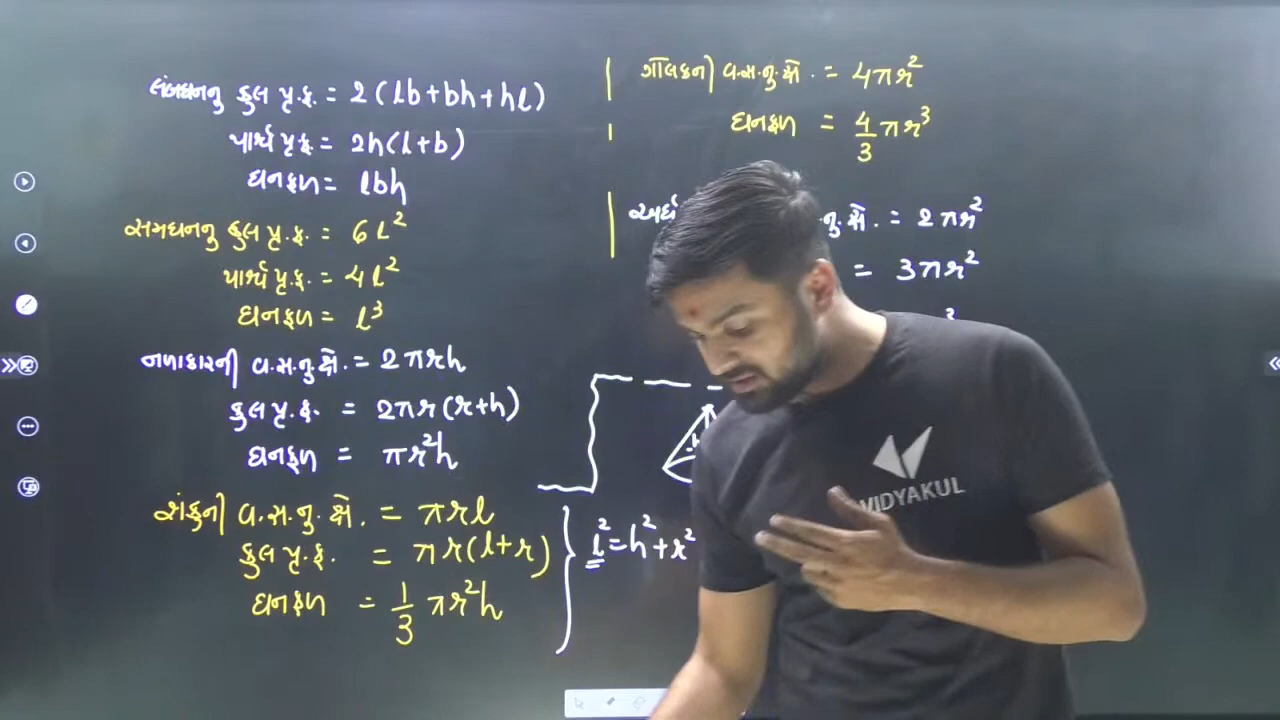 લંબઘનનુ કુલ પૃ.ફ. = 2(lb+bh+hl)
પાર્શ્વ પૃ.ફ. = 2h(l+b)
ઘનફળ = lbh
સમઘનનુ કુલ પૃ.ફ. = 6l²
પાર્શ્વ પૃ.ફ. = 4l²
ઘનફળ = l³
નળાકારની વ.સ.નુ.ક્ષે. = 2πrh
કુલ પૃ.ફ. = 2πr(r+h)
ઘનફળ = πr²h
શંકુની વ.સ.નુ.ક્ષે. = πrl
કુલ પૃ.ફ. = πr(l+r)
ઘનફળ = 1/3 πr²h
l²=h²+r²
ગોલકની વ.સ.નુ.ક્ષે. = 4πr²
ઘનફળ = 4/3 πr³
નુ.ક્ષે. = 2πr²
= 3πr²
VIDYAKUL